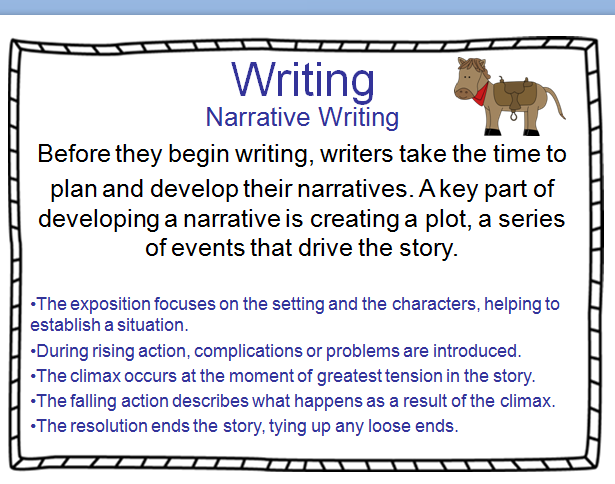 Writing
Narrative Writing
Before they begin writing, writers take the time to
plan and develop their narratives. A key part of
developing a narrative is creating a plot, a series
of events that drive the story.
•The exposition focuses on the setting and the characters, helping to
establish a situation.
•During rising action, complications or problems are introduced.
•The climax occurs at the moment of greatest tension in the story.
•The falling action describes what happens as a result of the climax.
•The resolution ends the story, tying up any loose ends.